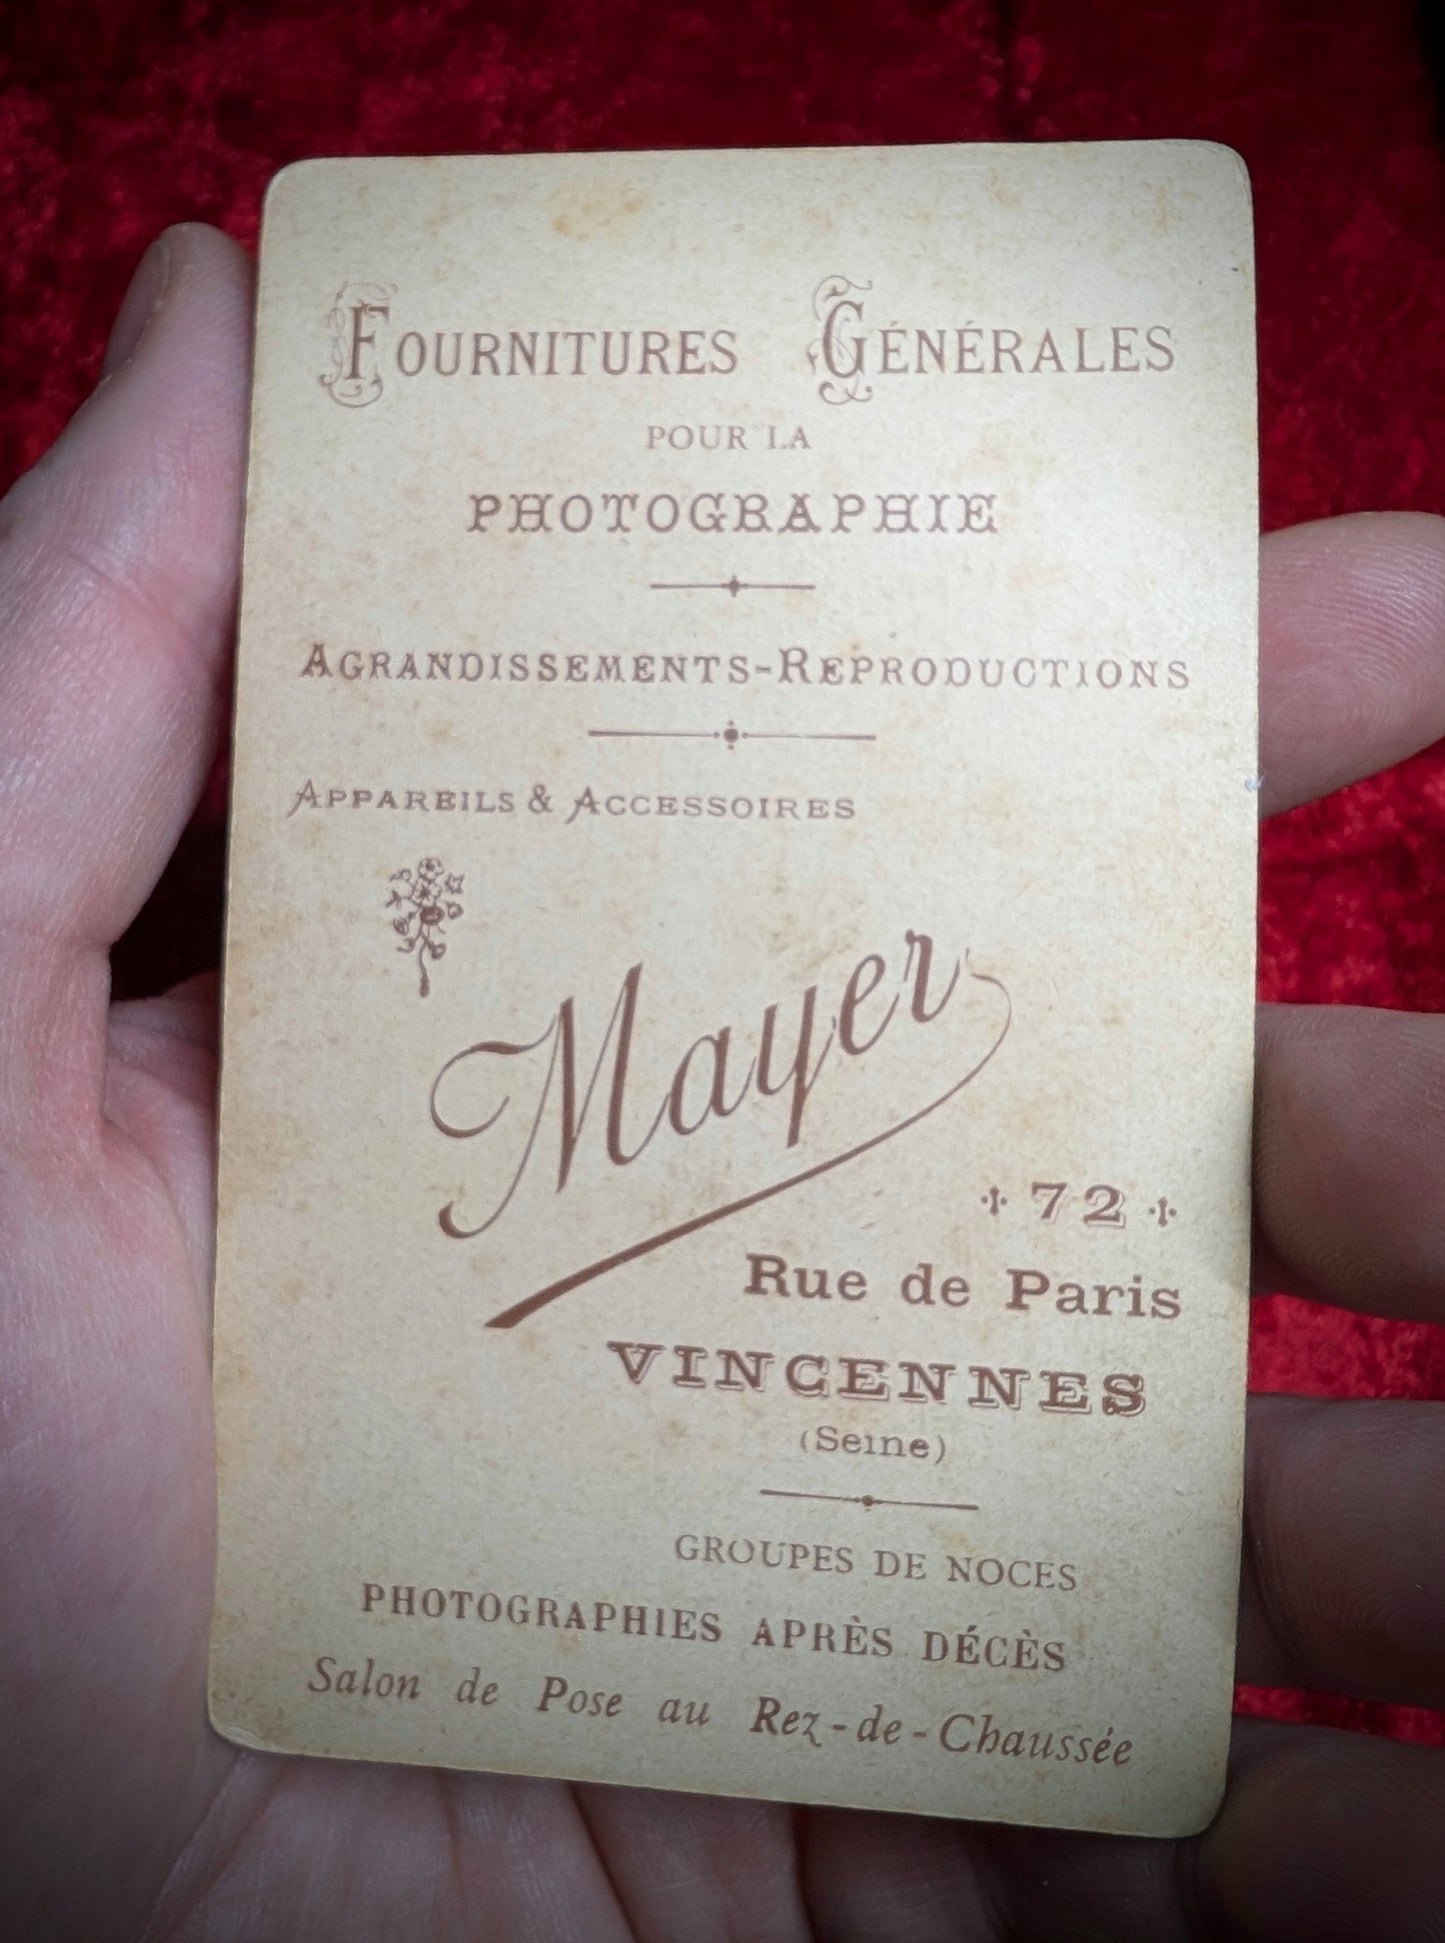 FOURNITURES GÉNÉRALES
POUR LA
PHOTOGRAPHIE
AGRANDISSEMENTS-REPRODUCTIONS
APPAREILS & ACCESSOIRES
Mayer
72
Rue de Paris
VINCENNES
(Seine)
GROUPES DE NOCES
PHOTOGRAPHIES APRÈS DÉCÈS
Salon de Pose au Rez-de-Chaussée